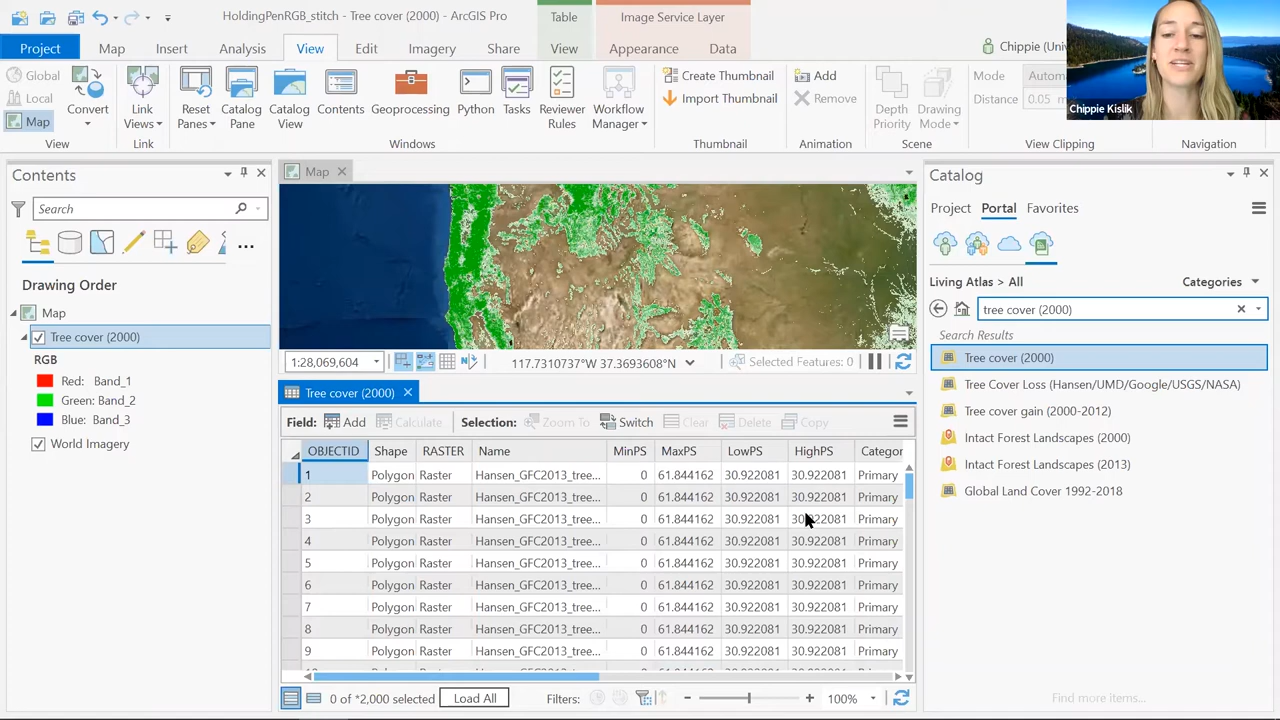 HoldingPenRGB_stitch - Tree cover (2000) - ArcGIS Pro
Table
Image Service Layer
Project Map Insert Analysis View Edit Imagery Share View Appearance Data
Chippie (Uni
Global
Local
Map
View
Convert
Link Views
Link
Reset Panes
Catalog Pane
Catalog View
Contents
Geoprocessing
Python
Tasks
Reviewer Rules
Workflow Manager
Windows
Create Thumbnail
Import Thumbnail
Thumbnail
Add
Remove
Animation
Depth Priority
Drawing Mode
Scene
Mode Autom
Distance 0.05 m
View Clipping
Navigation
Chippie Kislik
Contents
Search
Drawing Order
Map
Tree cover (2000)
RGB
Red: Band_1
Green: Band_2
Blue: Band_3
World Imagery
Map
1:28,069,604 117.7310737°W 37.3693608°N Selected Features: 0
Tree cover (2000)
Field: Add Calculate Selection: Zoom To Switch Clear Delete Copy
OBJECTID Shape RASTER Name MinPS MaxPS LowPS HighPS Categor
1 Polygon Raster Hansen_GFC2013_tree... 0 61.844162 30.922081 30.922081 Primary
2 Polygon Raster Hansen_GFC2013_tree... 0 61.844162 30.922081 30.922081 Primary
3 Polygon Raster Hansen_GFC2013_tree... 0 61.844162 30.922081 30.922081 Primary
4 Polygon Raster Hansen_GFC2013_tree... 0 61.844162 30.922081 30.922081 Primary
5 Polygon Raster Hansen_GFC2013_tree... 0 61.844162 30.922081 30.922081 Primary
6 Polygon Raster Hansen_GFC2013_tree... 0 61.844162 30.922081 30.922081 Primary
7 Polygon Raster Hansen_GFC2013_tree... 0 61.844162 30.922081 30.922081 Primary
8 Polygon Raster Hansen_GFC2013_tree... 0 61.844162 30.922081 30.922081 Primary
9 Polygon Raster Hansen_GFC2013_tree... 0 61.844162 30.922081 30.922081 Primary
0 of *2,000 selected Load All Filters: 100%
Catalog
Project Portal Favorites
Living Atlas > All Categories
tree cover (2000)
Search Results
Tree cover (2000)
Tree Cover Loss (Hansen/UMD/Google/USGS/NASA)
Tree cover gain (2000-2012)
Intact Forest Landscapes (2000)
Intact Forest Landscapes (2013)
Global Land Cover 1992-2018
Find more items...